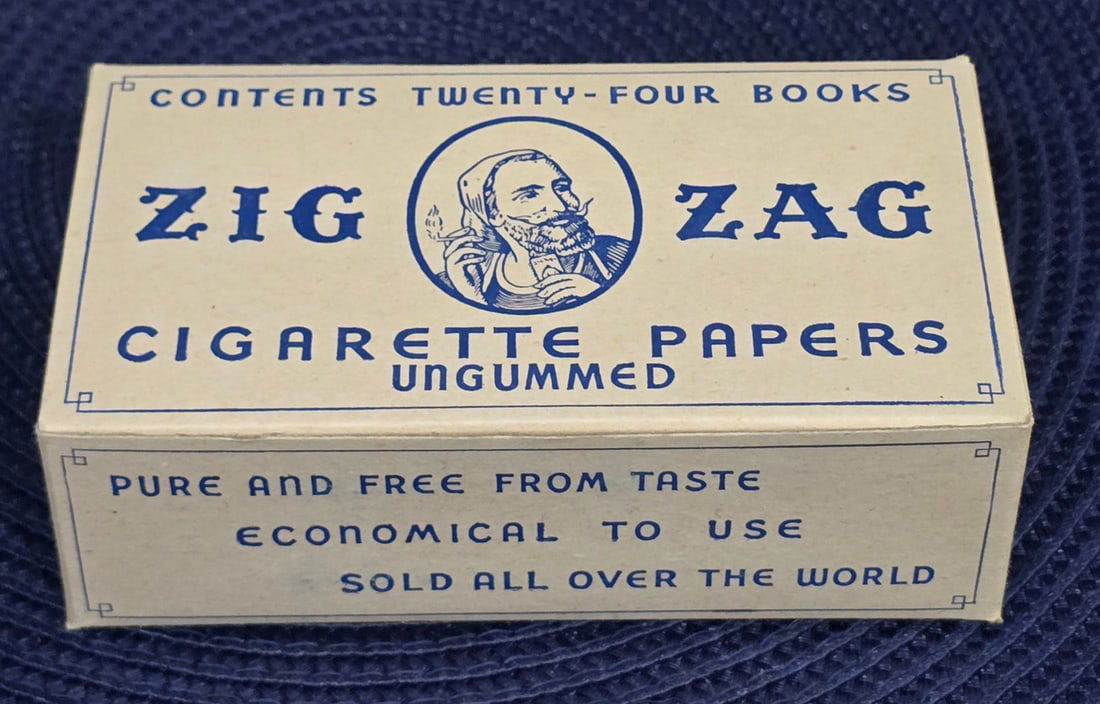 CONTENTS TWENTY-FOUR BOOKS
ZIG ZAG
CIGARETTE PAPERS
UNGUMMED
PURE AND FREE FROM TASTE
ECONOMICAL TO USE
SOLD ALL OVER THE WORLD